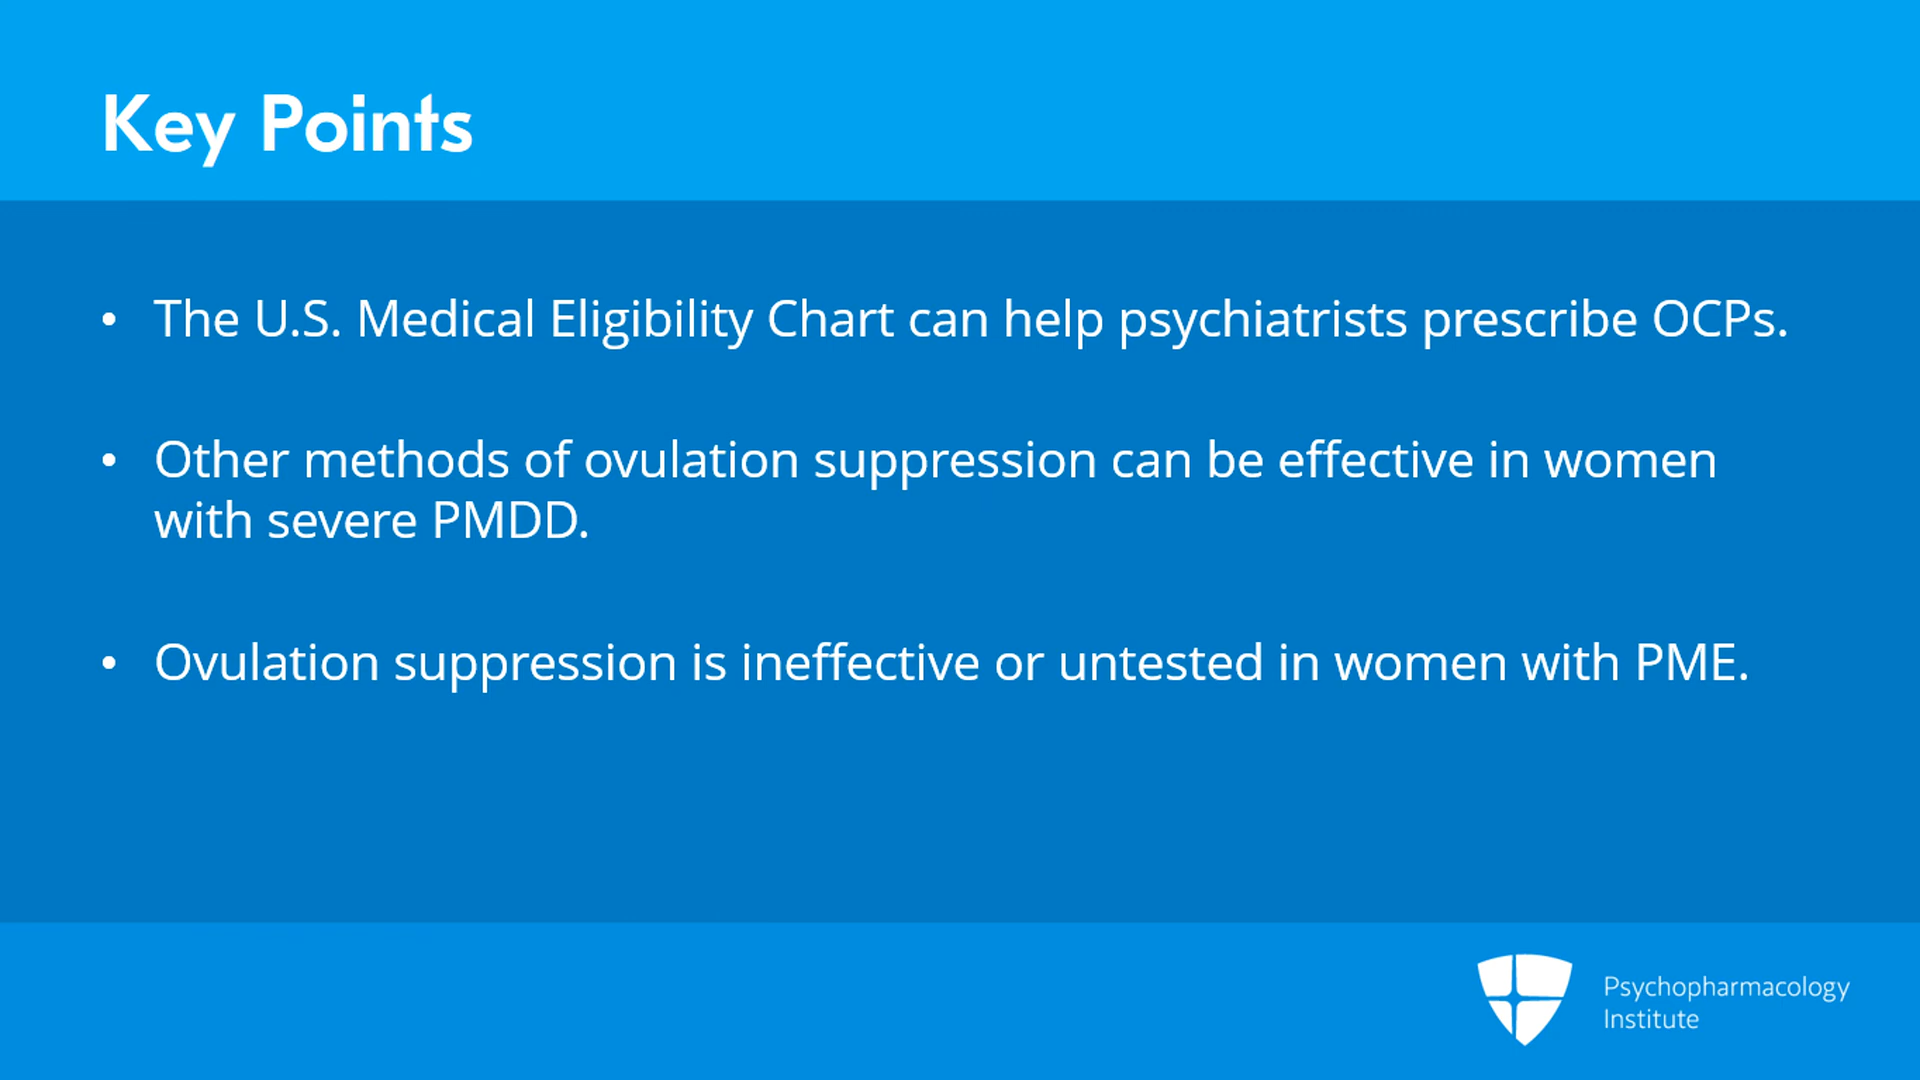 Key Points
• The U.S. Medical Eligibility Chart can help psychiatrists prescribe OCPs.
• Other methods of ovulation suppression can be effective in women
with severe PMDD.
• Ovulation suppression is ineffective or untested in women with PME.
Psychopharmacology
Institute